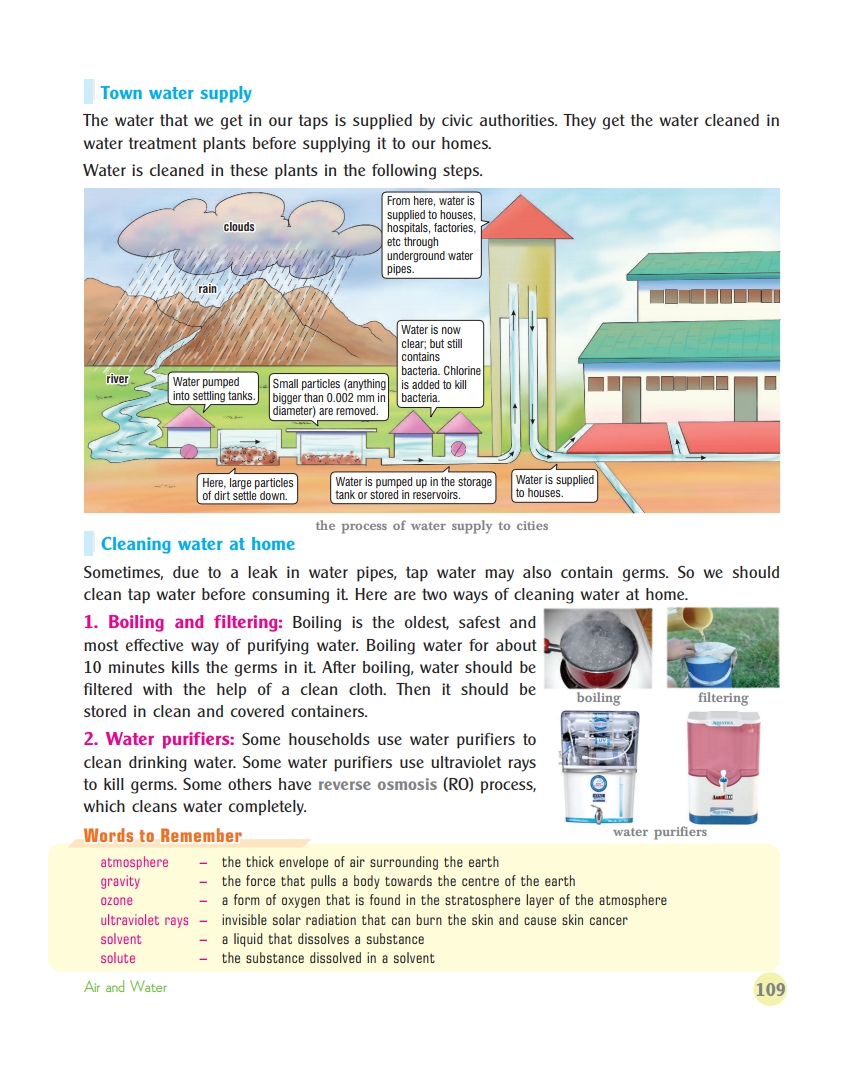 Town water supply
The water that we get in our taps is supplied by civic authorities. They get the water cleaned in
water treatment plants before supplying it to our homes.
Water is cleaned in these plants in the following steps.
clouds
rain
river
From here, water is
supplied to houses,
hospitals, factories,
etc through
underground water
pipes.
Water is now
clear; but still
contains
bacteria. Chlorine
is added to kill
bacteria.
Water pumped
into settling tanks.
Small particles (anything
bigger than 0.002 mm in
diameter) are removed.
Here, large particles
of dirt settle down.
Water is pumped up in the storage
tank or stored in reservoirs.
Water is supplied
to houses.
the process of water supply to cities
Cleaning water at home
Sometimes, due to a leak in water pipes, tap water may also contain germs. So we should
clean tap water before consuming it. Here are two ways of cleaning water at home.
1. Boiling and filtering: Boiling is the oldest, safest and
most effective way of purifying water. Boiling water for about
10 minutes kills the germs in it. After boiling, water should be
filtered with the help of a clean cloth. Then it should be
stored in clean and covered containers.
boiling
filtering
2. Water purifiers: Some households use water purifiers to
clean drinking water. Some water purifiers use ultraviolet rays
to kill germs. Some others have reverse osmosis (RO) process,
which cleans water completely.
water purifiers
Words to Remember
atmosphere – the thick envelope of air surrounding the earth
gravity – the force that pulls a body towards the centre of the earth
ozone – a form of oxygen that is found in the stratosphere layer of the atmosphere
ultraviolet rays – invisible solar radiation that can burn the skin and cause skin cancer
solvent – a liquid that dissolves a substance
solute – the substance dissolved in a solvent
Air and Water
109